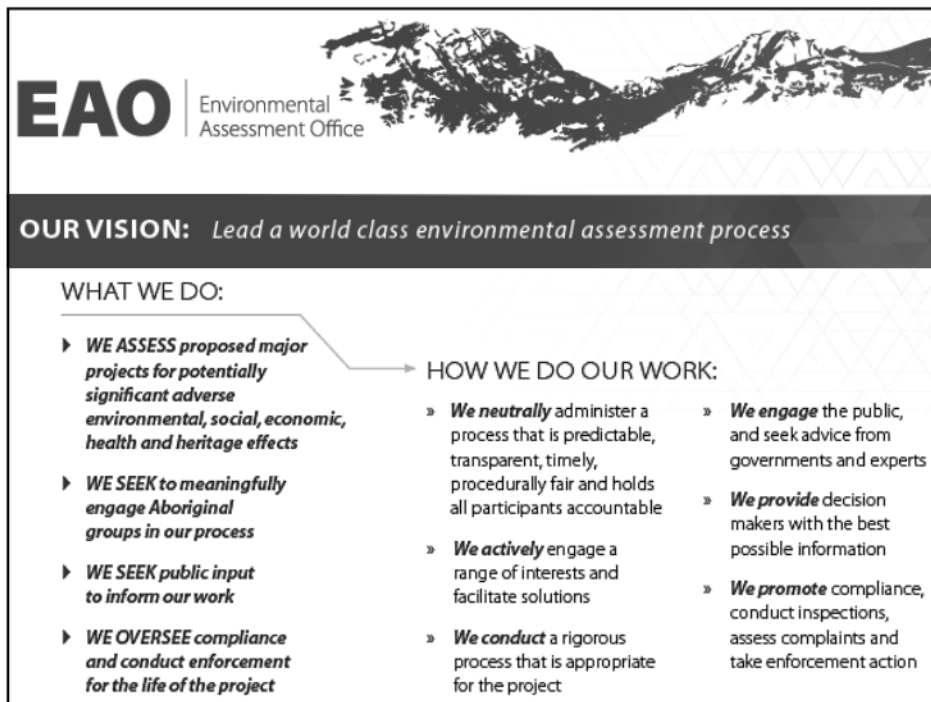 EAO
Environmental
Assessment Office
OUR VISION: Lead a world class environmental assessment process
WHAT WE DO:
WE ASSESS proposed major
projects for potentially
significant adverse
environmental, social, economic,
health and heritage effects
WE SEEK to meaningfully
engage Aboriginal
groups in our process
WE SEEK public input
to inform our work
WE OVERSEE compliance
and conduct enforcement
for the life of the project
HOW WE DO OUR WORK:
» We neutrally administer a
process that is predictable,
transparent, timely,
procedurally fair and holds
all participants accountable
» We actively engage a
range of interests and
facilitate solutions
» We conduct a rigorous
process that is appropriate
for the project
» We engage the public,
and seek advice from
governments and experts
» We provide decision
makers with the best
possible information
» We promote compliance,
conduct inspections,
assess complaints and
take enforcement action